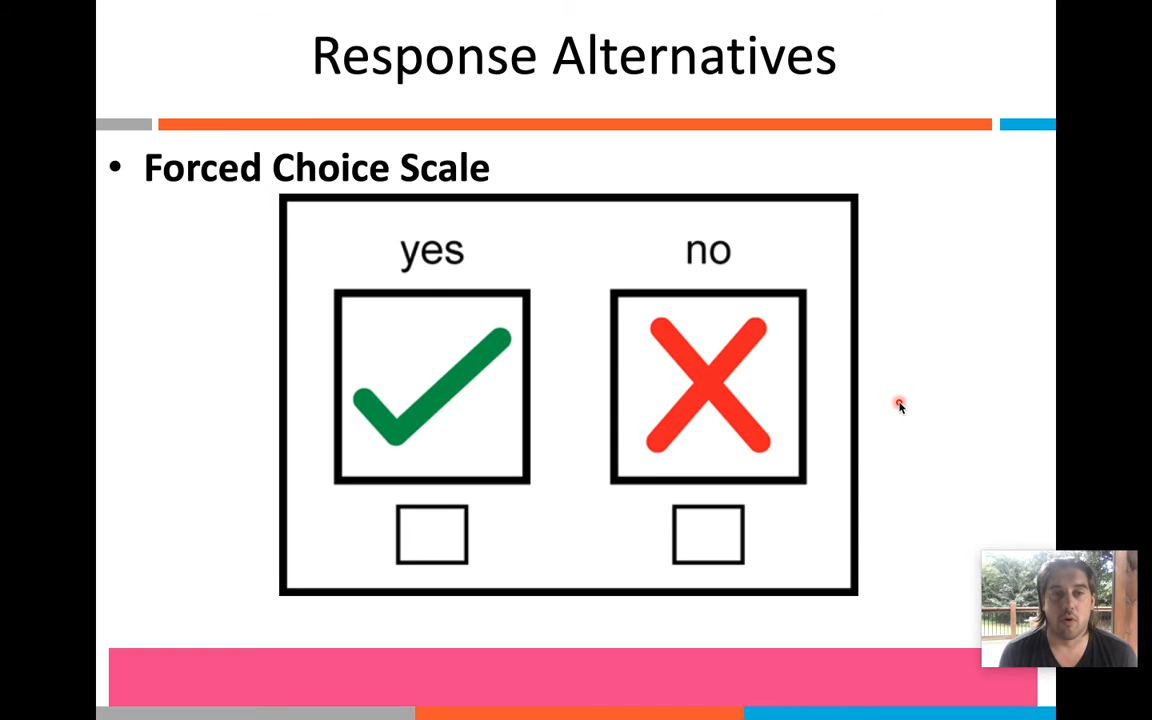 Response Alternatives
• Forced Choice Scale
yes no